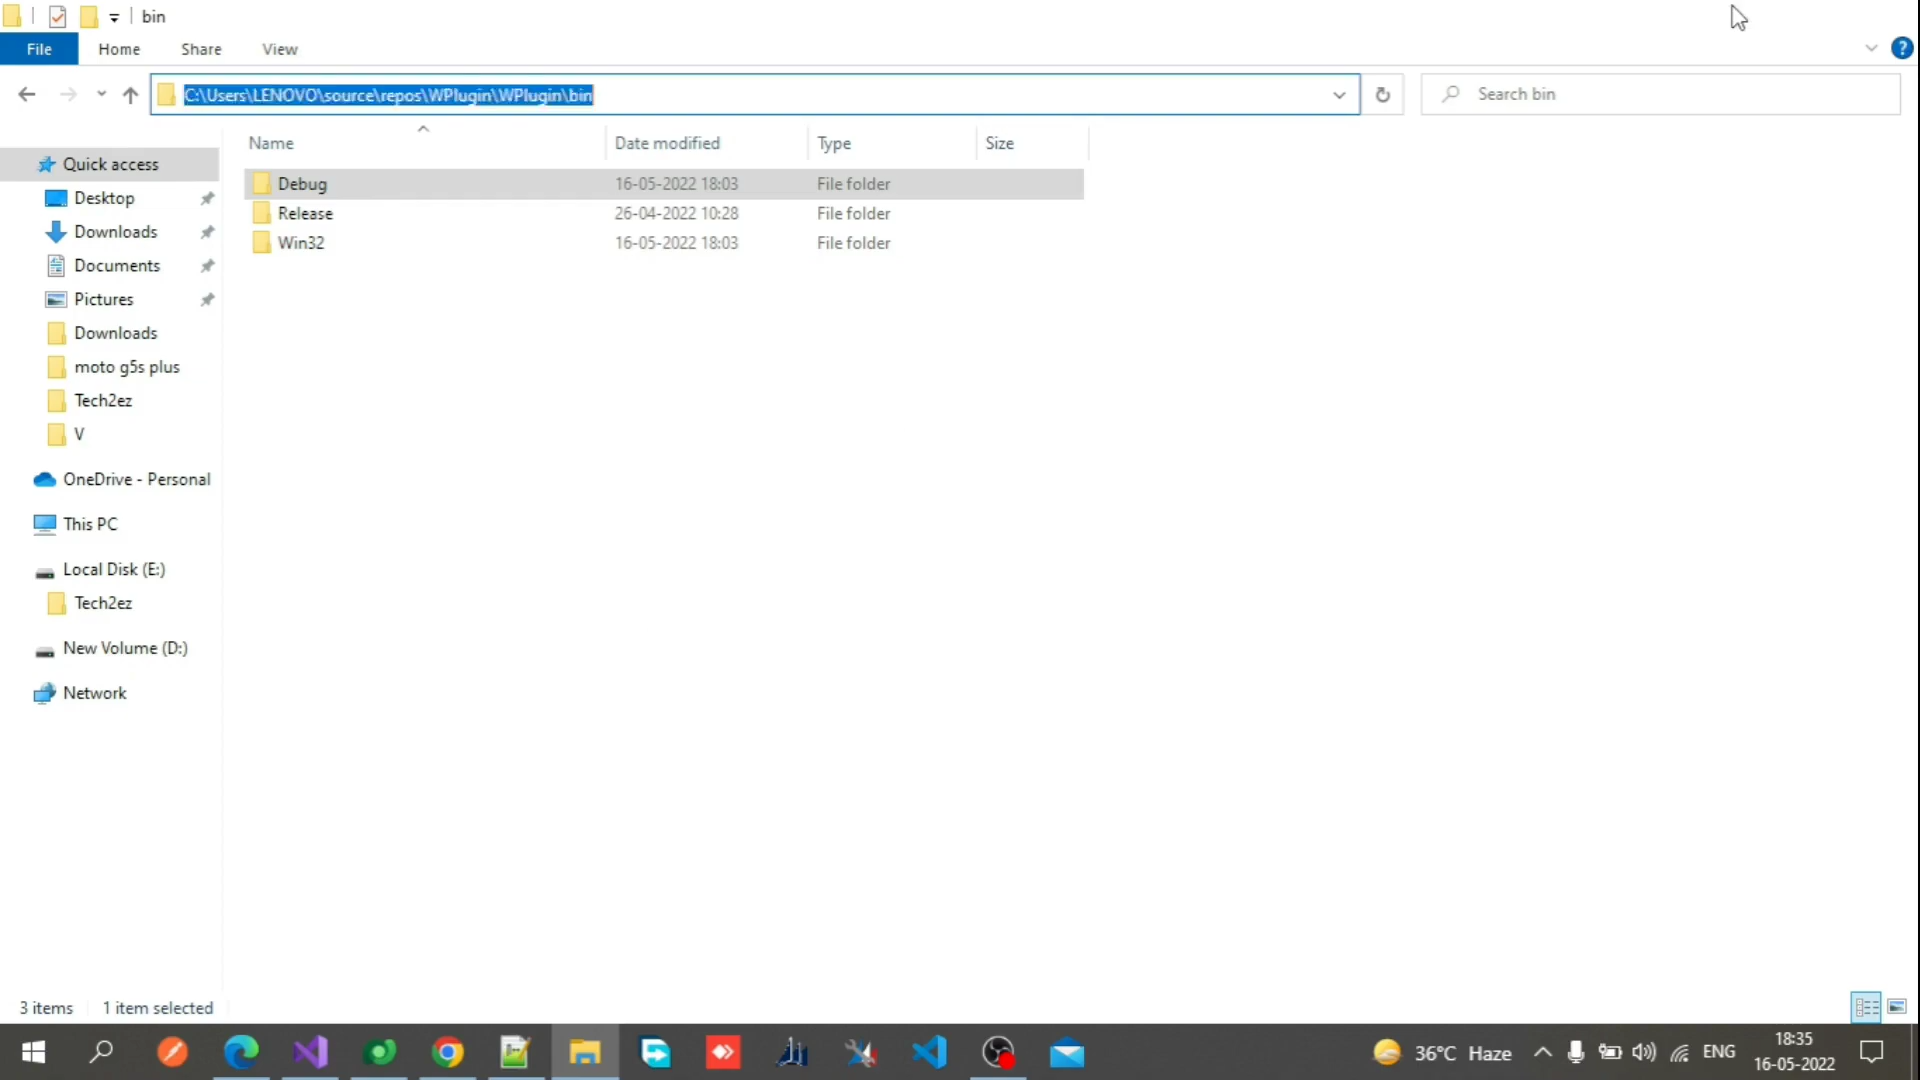 bin
File Home Share View
C:\Users\LENOVO\source\repos\WPlugin\WPlugin\bin
Search bin
Name Date modified Type Size
Quick access
Desktop
Downloads
Documents
Pictures
Downloads
moto g5s plus
Tech2ez
V
OneDrive - Personal
This PC
Local Disk (E:)
Tech2ez
New Volume (D:)
Network
Debug 16-05-2022 18:03 File folder
Release 26-04-2022 10:28 File folder
Win32 16-05-2022 18:03 File folder
3 items 1 item selected
36°C Haze ENG
18:35
16-05-2022